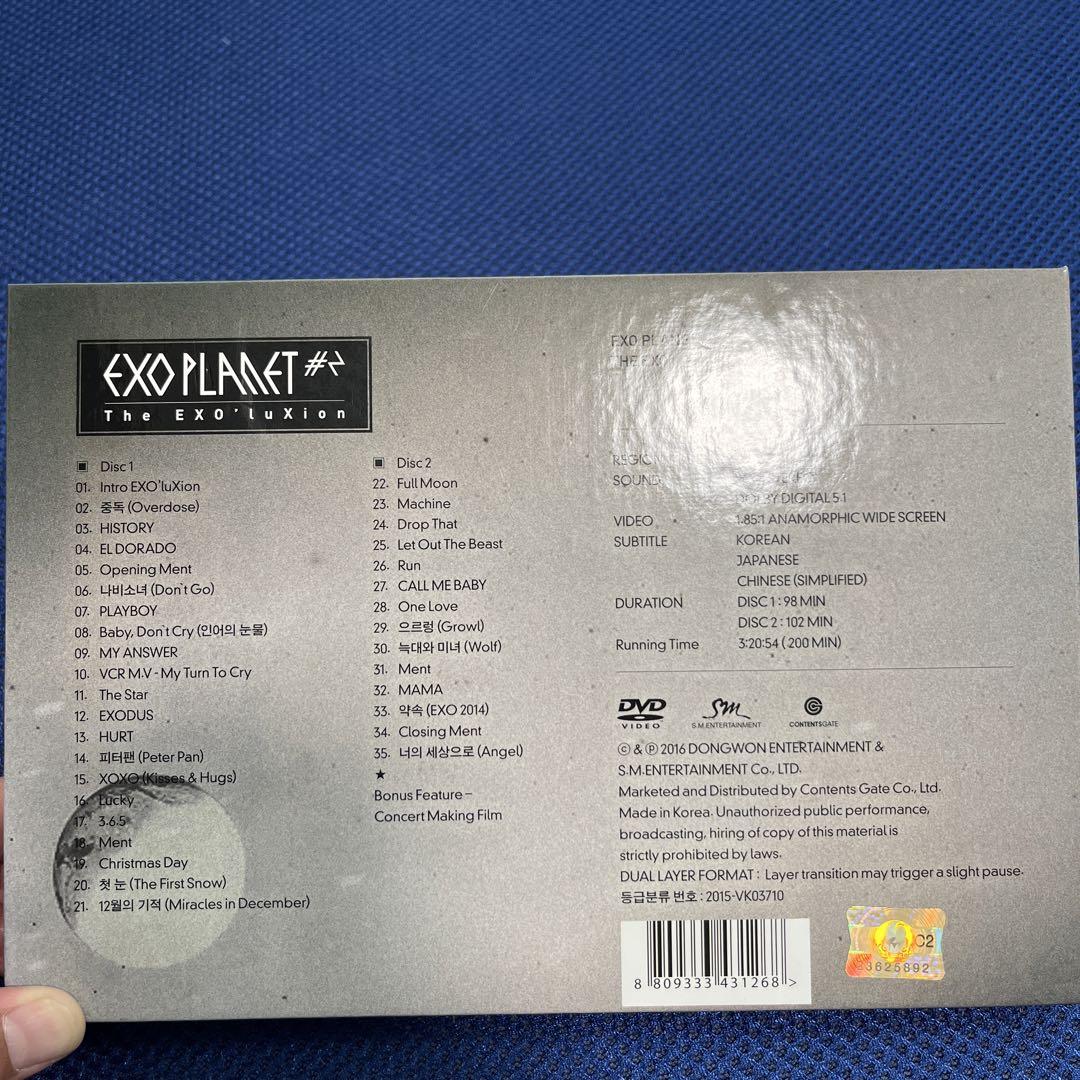 EXO PLANET #2
The EXO'luXion
▣ Disc 1
01. Intro EXO'luXion
02. 중독 (Overdose)
03. HISTORY
04. EL DORADO
05. Opening Ment
06. 나비소녀 (Don't Go)
07. PLAYBOY
08. Baby, Don't Cry (인어의 눈물)
09. MY ANSWER
10. VCR M.V - My Turn To Cry
11. The Star
12. EXODUS
13. HURT
14. 피터팬 (Peter Pan)
15. XOXO (Kisses & Hugs)
16. Lucky
17. 3.6.5
18. Ment
19. Christmas Day
20. 첫 눈 (The First Snow)
21. 12월의 기적 (Miracles in December)
▣ Disc 2
22. Full Moon
23. Machine
24. Drop That
25. Let Out The Beast
26. Run
27. CALL ME BABY
28. One Love
29. 으르렁 (Growl)
30. 늑대와 미녀 (Wolf)
31. Ment
32. MAMA
33. 약속 (EXO 2014)
34. Closing Ment
35. 너의 세상으로 (Angel)
★
Bonus Feature –
Concert Making Film
EXO
THE
SOUND
DOLBY DIGITAL 5.1
VIDEO 1.85:1 ANAMORPHIC WIDE SCREEN
SUBTITLE KOREAN
JAPANESE
CHINESE (SIMPLIFIED)
DURATION DISC 1 : 98 MIN
DISC 2 : 102 MIN
Running Time 3:20:54 ( 200 MIN)
DVD VIDEO
S.M.ENTERTAINMENT
CONTENTSGATE
ⓒ & ⓟ 2016 DONGWON ENTERTAINMENT &
S.M.ENTERTAINMENT Co., LTD.
Marketed and Distributed by Contents Gate Co., Ltd.
Made in Korea. Unauthorized public performance,
broadcasting, hiring of copy of this material is
strictly prohibited by laws.
DUAL LAYER FORMAT : Layer transition may trigger a slight pause.
등급분류 번호 : 2015-VK03710
8 809333 431268 >
C2
23625892